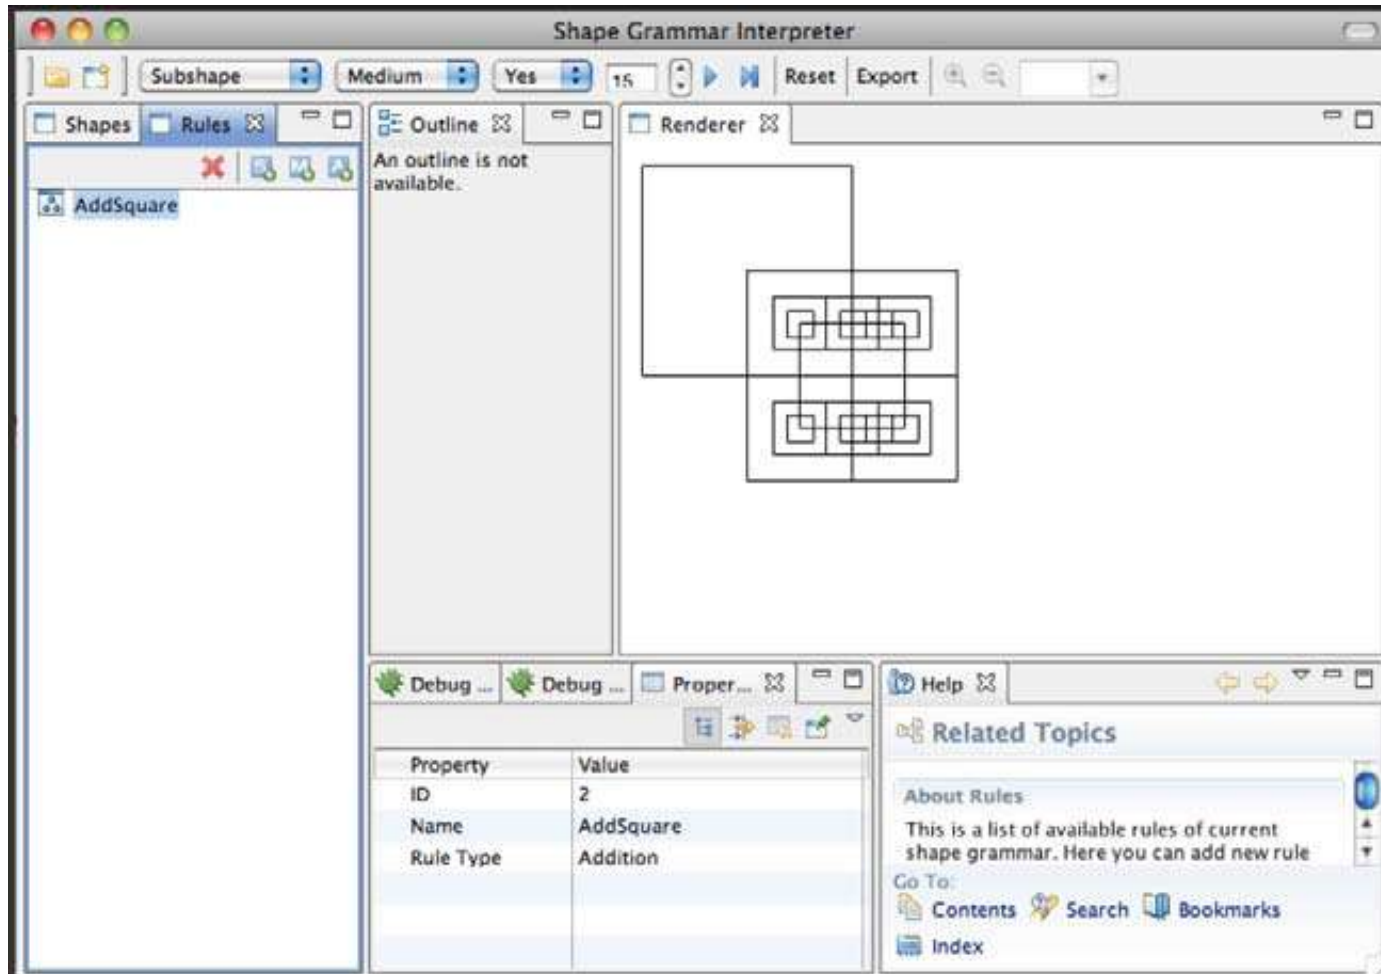 Shape Grammar Interpreter
Subshape Medium Yes 15 Reset Export
Shapes Rules
AddSquare
Outline
An outline is not
available.
Renderer
Debug ... Debug ... Proper...
Property Value
ID 2
Name AddSquare
Rule Type Addition
Help
Related Topics
About Rules
This is a list of available rules of current
shape grammar. Here you can add new rule
Go To:
Contents Search Bookmarks
Index